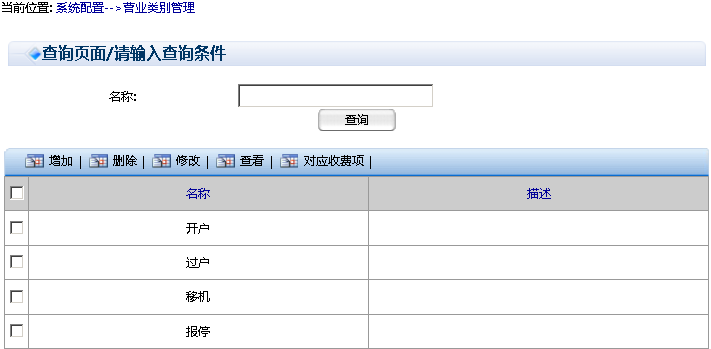 当前位置: 系统配置-->营业类别管理
查询页面/请输入查询条件
名称:
查询
增加 | 删除 | 修改 | 查看 | 对应收费项 |
名称 描述
开户
过户
移机
报停